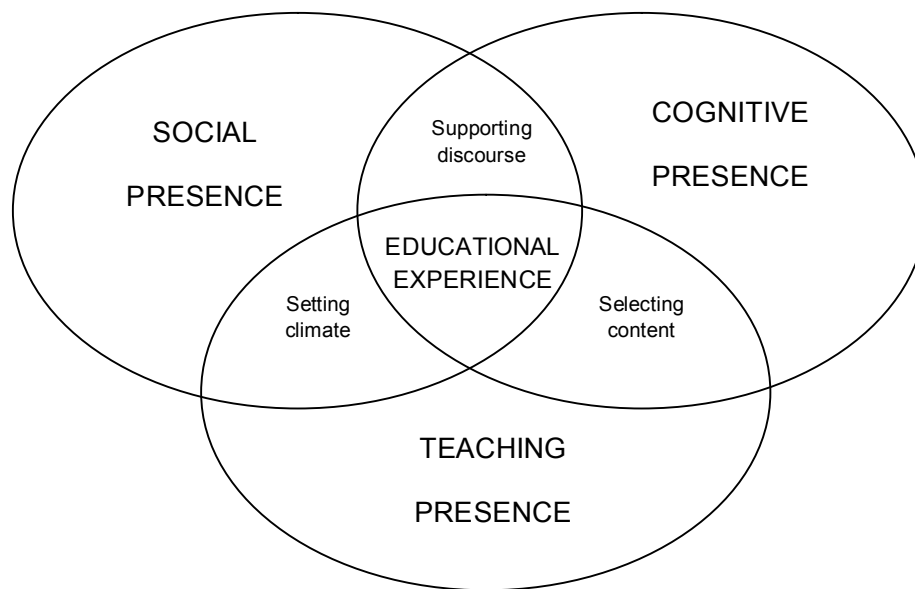 SOCIAL
PRESENCE
Supporting
discourse
COGNITIVE
PRESENCE
EDUCATIONAL
EXPERIENCE
Setting
climate
Selecting
content
TEACHING
PRESENCE